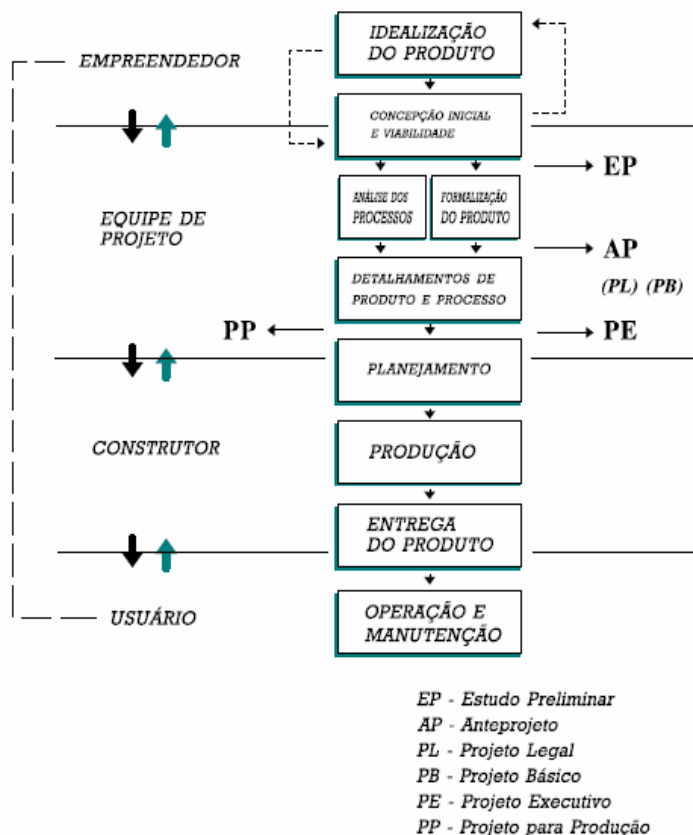 IDEALIZAÇÃO
DO PRODUTO
EMPREENDEDOR
CONCEPÇÃO INICIAL
E VIABILIDADE
EP
ANÁLISE DOS
PROCESSOS
FORMALIZAÇÃO
DO PRODUTO
EQUIPE DE
PROJETO
AP
(PL) (PB)
DETALHAMENTOS DE
PRODUTO E PROCESSO
PP
PE
PLANEJAMENTO
CONSTRUTOR
PRODUÇÃO
ENTREGA
DO PRODUTO
USUÁRIO
OPERAÇÃO E
MANUTENÇÃO
EP - Estudo Preliminar
AP - Anteprojeto
PL - Projeto Legal
PB - Projeto Básico
PE - Projeto Executivo
PP - Projeto para Produção